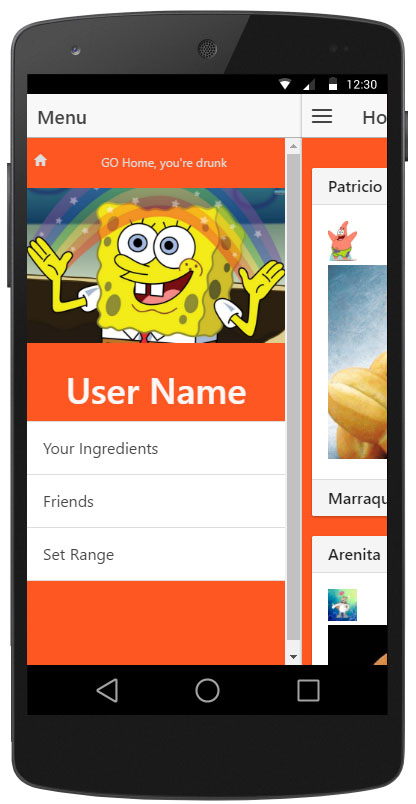 12:30
Menu
Ho
GO Home, you're drunk
User Name
Your Ingredients
Friends
Set Range
Patricio
Marraqu
Arenita